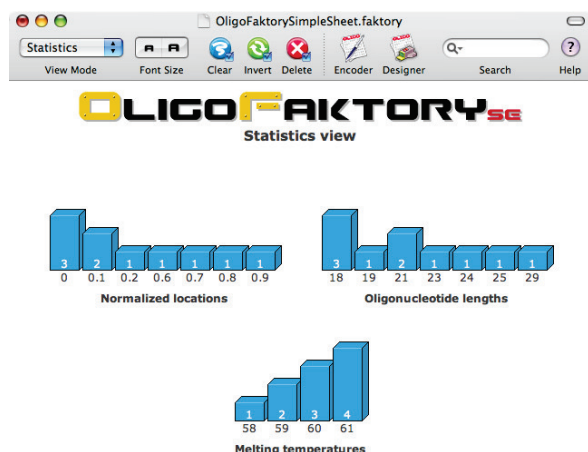 OligoFaktorySimpleSheet.faktory
Statistics
View Mode Font Size Clear Invert Delete Encoder Designer Search Help
OLIGOFAKTORY SE
Statistics view
3 2 1 1 1 1 1
0 0.1 0.2 0.6 0.7 0.8 0.9
Normalized locations
3 1 2 1 1 1 1
18 19 21 23 24 25 29
Oligonucleotide lengths
1 2 3 4
58 59 60 61
Melting temperatures